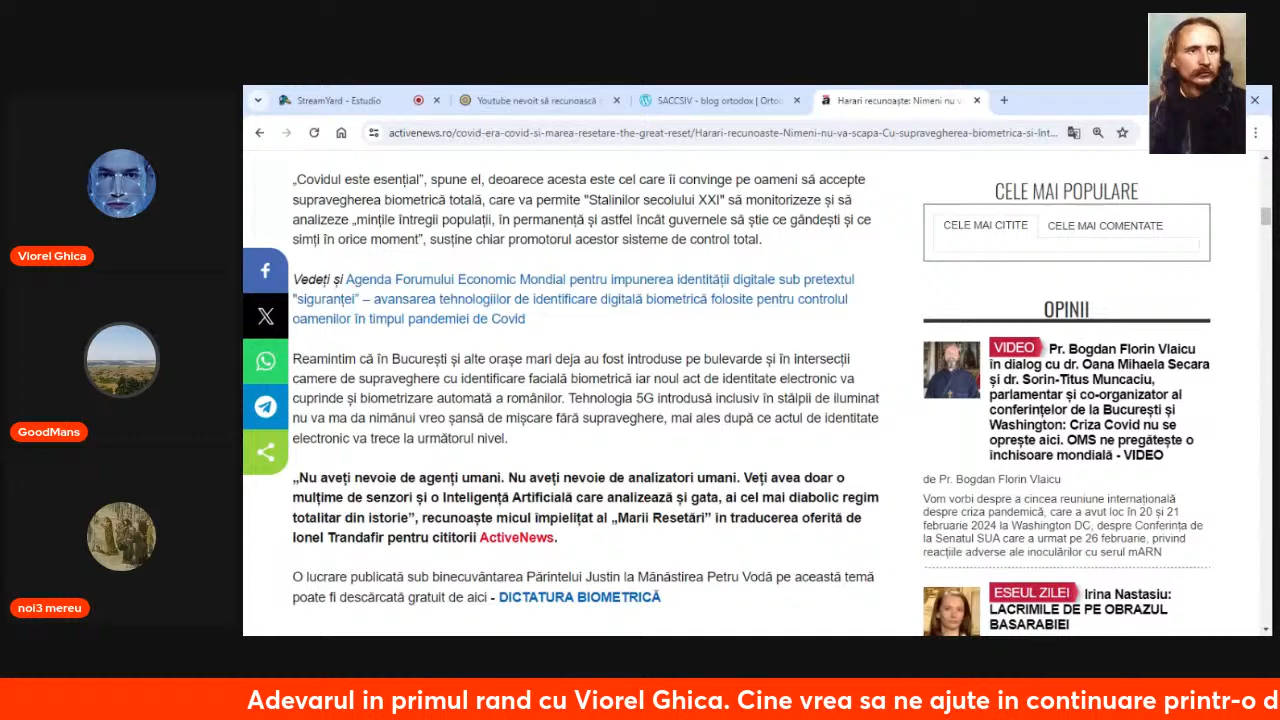 StreamYard - Estudio
Youtube nevoit să recunoască
SACCSIV - blog ortodox | Orto
Harari recunoaște: Nimeni nu v
activenews.ro/covid-era-covid-si-marea-resetare-the-great-reset/Harari-recunoaste-Nimeni-nu-va-scapa-Cu-supravegherea-biometrica-si-Int...
„Covidul este esențial”, spune el, deoarece acesta este cel care îi convinge pe oameni să accepte
supravegherea biometrică totală, care va permite "Stalinilor secolului XXI" să monitorizeze și să
analizeze „mințile întregii populații, în permanență și astfel încât guvernele să știe ce gândești și ce
simți în orice moment”, susține chiar promotorul acestor sisteme de control total.
Vedeți și Agenda Forumului Economic Mondial pentru impunerea identității digitale sub pretextul
"siguranței” – avansarea tehnologiilor de identificare digitală biometrică folosite pentru controlul
oamenilor în timpul pandemiei de Covid
Reamintim că în București și alte orașe mari deja au fost introduse pe bulevarde și în intersecții
camere de supraveghere cu identificare facială biometrică iar noul act de identitate electronic va
cuprinde și biometrizare automată a românilor. Tehnologia 5G introdusă inclusiv în stâlpii de iluminat
nu va ma da nimănui vreo șansă de mișcare fără supraveghere, mai ales după ce actul de identitate
electronic va trece la următorul nivel.
„Nu aveți nevoie de agenți umani. Nu aveți nevoie de analizatori umani. Veți avea doar o
mulțime de senzori și o Inteligență Artificială care analizează și gata, ai cel mai diabolic regim
totalitar din istorie”, recunoaște micul împielițat al „Marii Resetări” în traducerea oferită de
Ionel Trandafir pentru cititorii ActiveNews.
O lucrare publicată sub binecuvântarea Părintelui Justin la Mănăstirea Petru Vodă pe această temă
poate fi descărcată gratuit de aici - DICTATURA BIOMETRICĂ
CELE MAI POPULARE
CELE MAI CITITE
CELE MAI COMENTATE
OPINII
VIDEO Pr. Bogdan Florin Vlaicu
în dialog cu dr. Oana Mihaela Secara
și dr. Sorin-Titus Muncaciu,
parlamentar și co-organizator al
conferințelor de la București și
Washington: Criza Covid nu se
oprește aici. OMS ne pregătește o
închisoare mondială - VIDEO
de Pr. Bogdan Florin Vlaicu
Vom vorbi despre a cincea reuniune internațională
despre criza pandemică, care a avut loc în 20 și 21
februarie 2024 la Washington DC, despre Conferința de
la Senatul SUA care a urmat pe 26 februarie, privind
reacțiile adverse ale inoculărilor cu serul mARN
ESEUL ZILEI Irina Nastasiu:
LACRIMILE DE PE OBRAZUL
BASARABIEI
Viorel Ghica
GoodMans
noi3 mereu
Adevarul in primul rand cu Viorel Ghica. Cine vrea sa ne ajute in continuare printr-o d